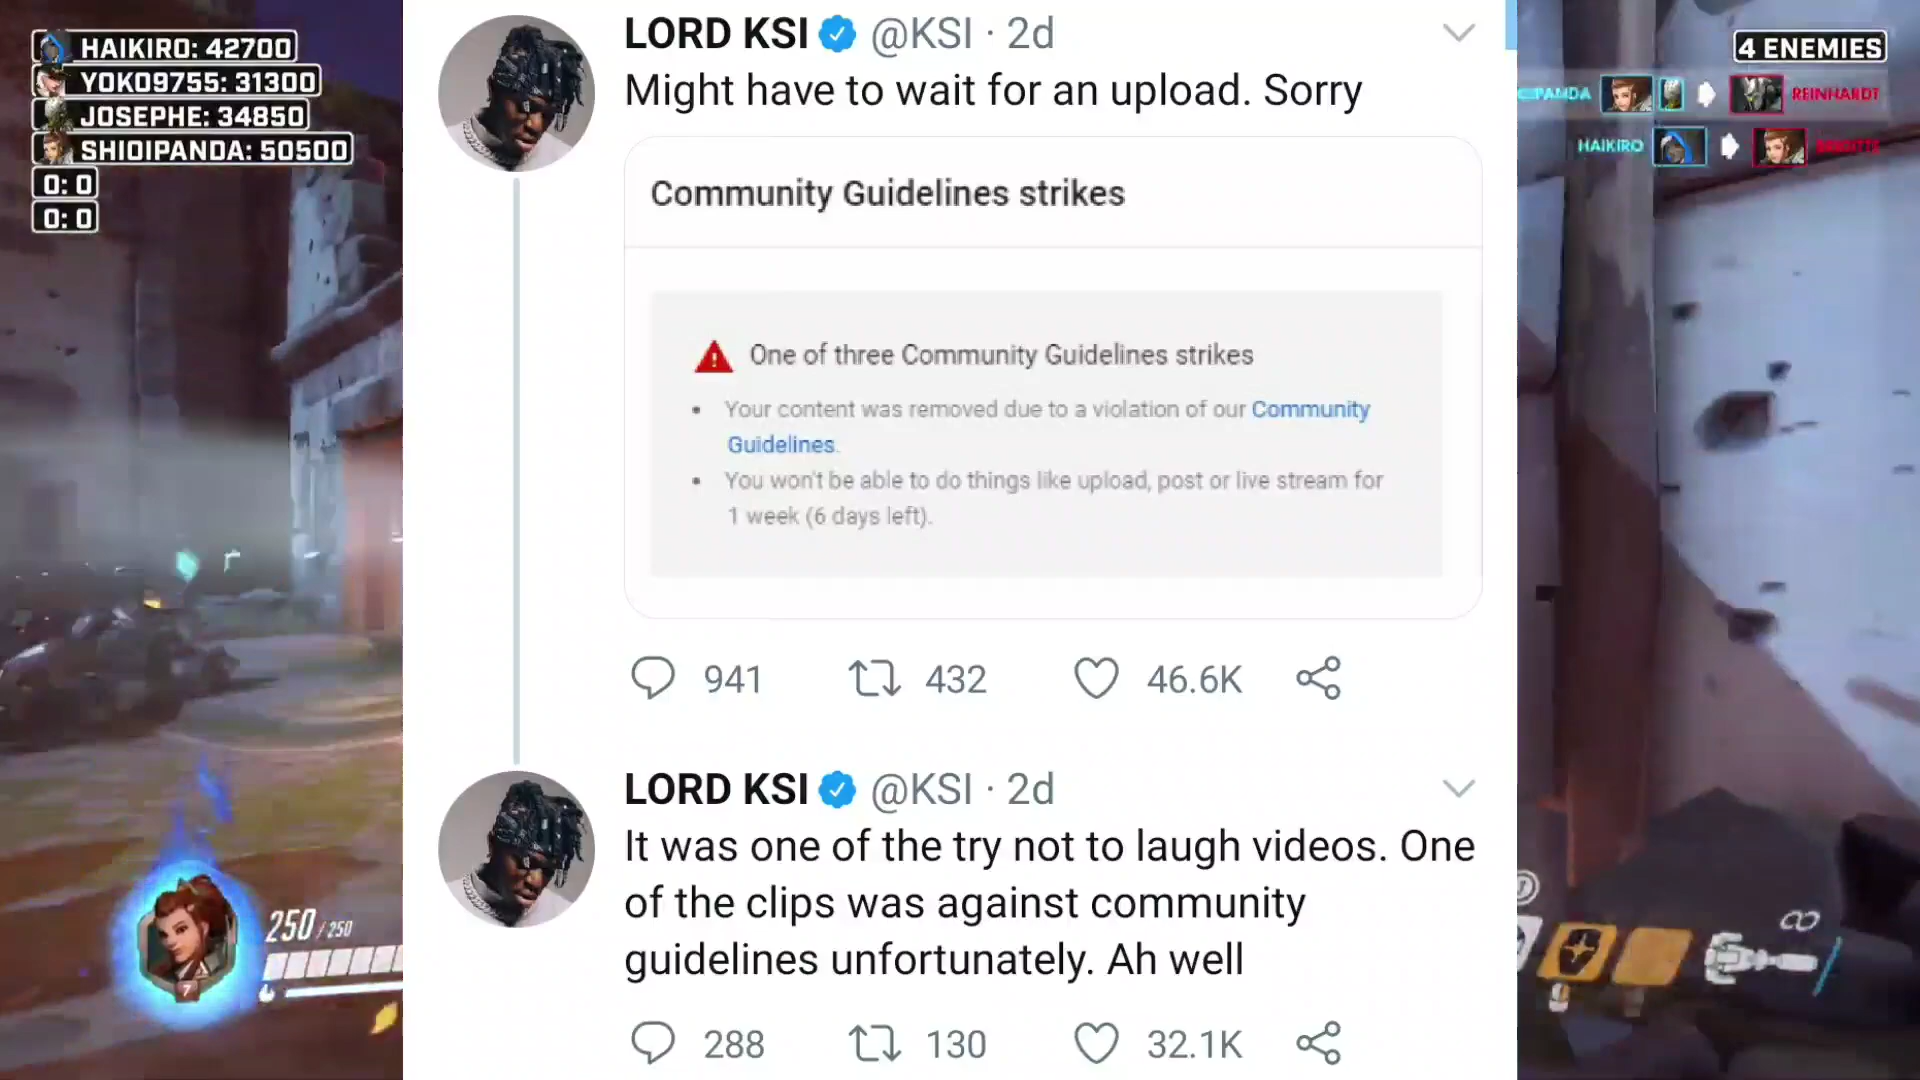 HAIKIRO: 42700
YOKO9755: 31300
JOSEPHE: 34850
SHIOIPANDA: 50500
0: 0
0: 0
LORD KSI @KSI · 2d
Might have to wait for an upload. Sorry
Community Guidelines strikes
One of three Community Guidelines strikes
• Your content was removed due to a violation of our Community
Guidelines.
• You won't be able to do things like upload, post or live stream for
1 week (6 days left).
941 432 46.6K
LORD KSI @KSI · 2d
It was one of the try not to laugh videos. One
of the clips was against community
guidelines unfortunately. Ah well
288 130 32.1K
4 ENEMIES
PANDA REINHARDT
HAIKIRO BRIGITTE
250/250
7